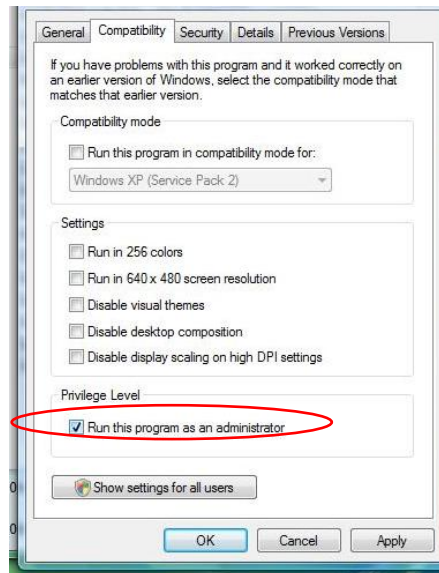 General Compatibility Security Details Previous Versions
If you have problems with this program and it worked correctly on
an earlier version of Windows, select the compatibility mode that
matches that earlier version.
Compatibility mode
Run this program in compatibility mode for:
Windows XP (Service Pack 2)
Settings
Run in 256 colors
Run in 640 x 480 screen resolution
Disable visual themes
Disable desktop composition
Disable display scaling on high DPI settings
Privilege Level
Run this program as an administrator
0
Show settings for all users
0
OK Cancel Apply